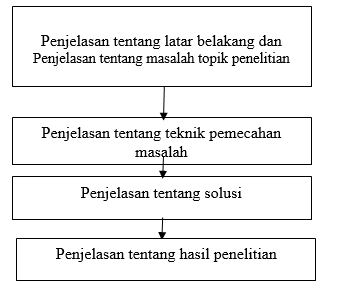 Penjelasan tentang latar belakang dan
Penjelasan tentang masalah topik penelitian
Penjelasan tentang teknik pemecahan
masalah
Penjelasan tentang solusi
Penjelasan tentang hasil penelitian